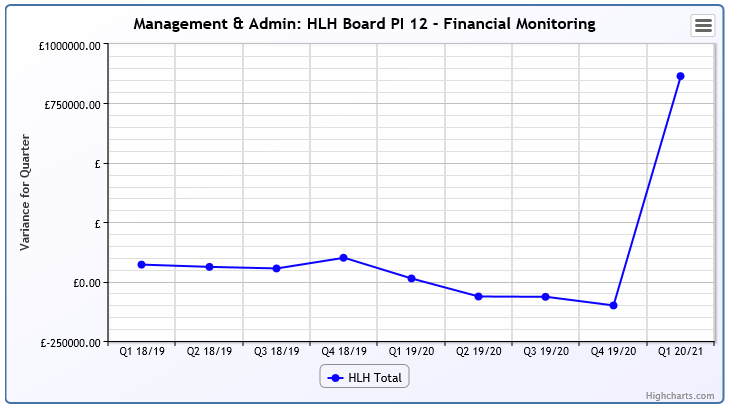 Management & Admin: HLH Board PI 12 - Financial Monitoring
£1000000.00
£750000.00
£
£
£0.00
£-250000.00
Variance for Quarter
Q1 18/19 Q2 18/19 Q3 18/19 Q4 18/19 Q1 19/20 Q2 19/20 Q3 19/20 Q4 19/20 Q1 20/21
HLH Total
Highcharts.com